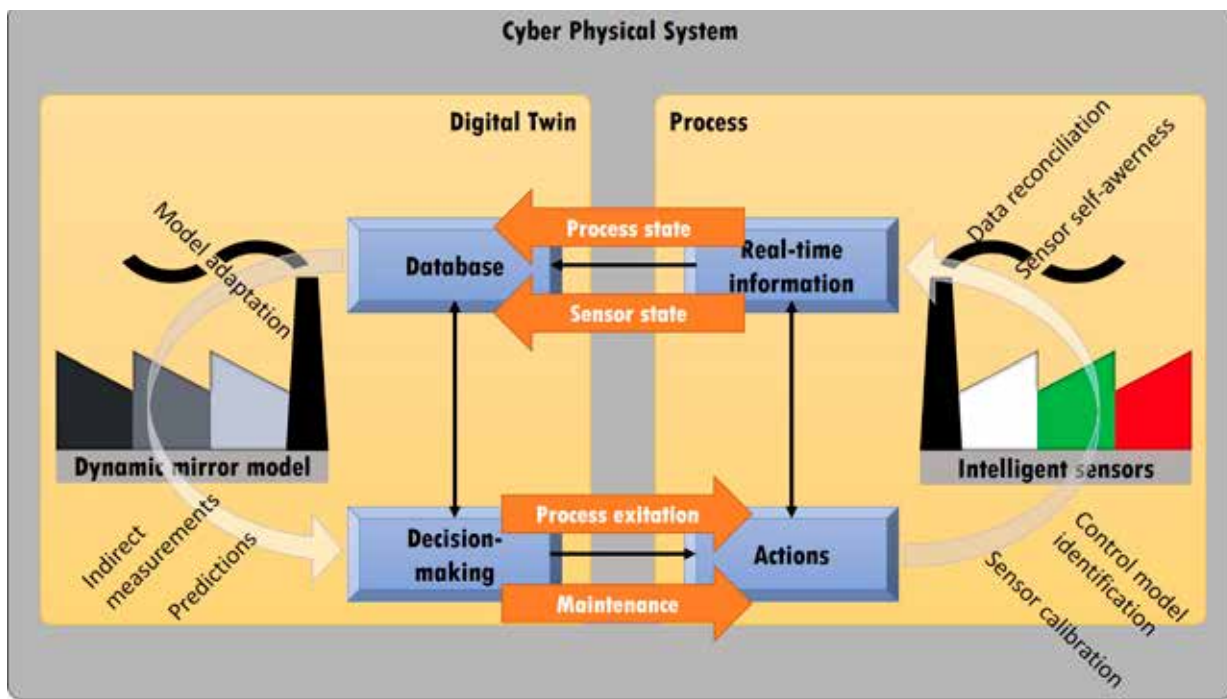 Cyber Physical System
Digital Twin
Process
Model adaptation
Process state
Database
Real-time
information
Sensor state
Data reconciliation
Sensor self-awerness
Dynamic mirror model
Intelligent sensors
Indirect
measurements
Predictions
Process exitation
Decision-
making
Actions
Maintenance
Control model
identification
Sensor calibration